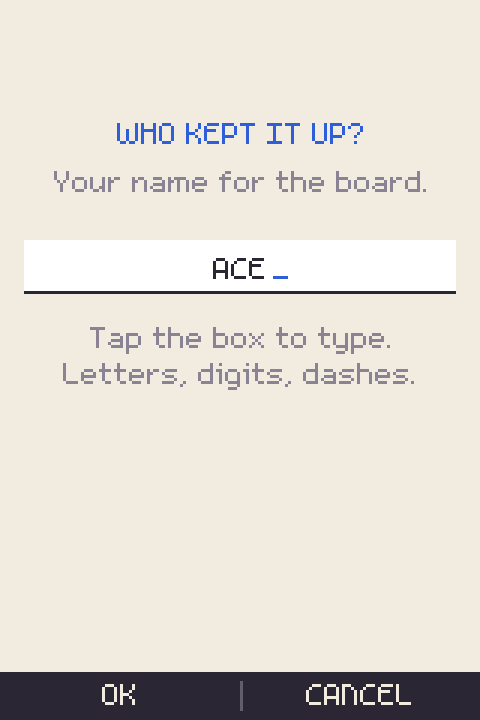 WHO KEPT IT UP?
Your name for the board.
ACE_
Tap the box to type.
Letters, digits, dashes.
OK | CANCEL